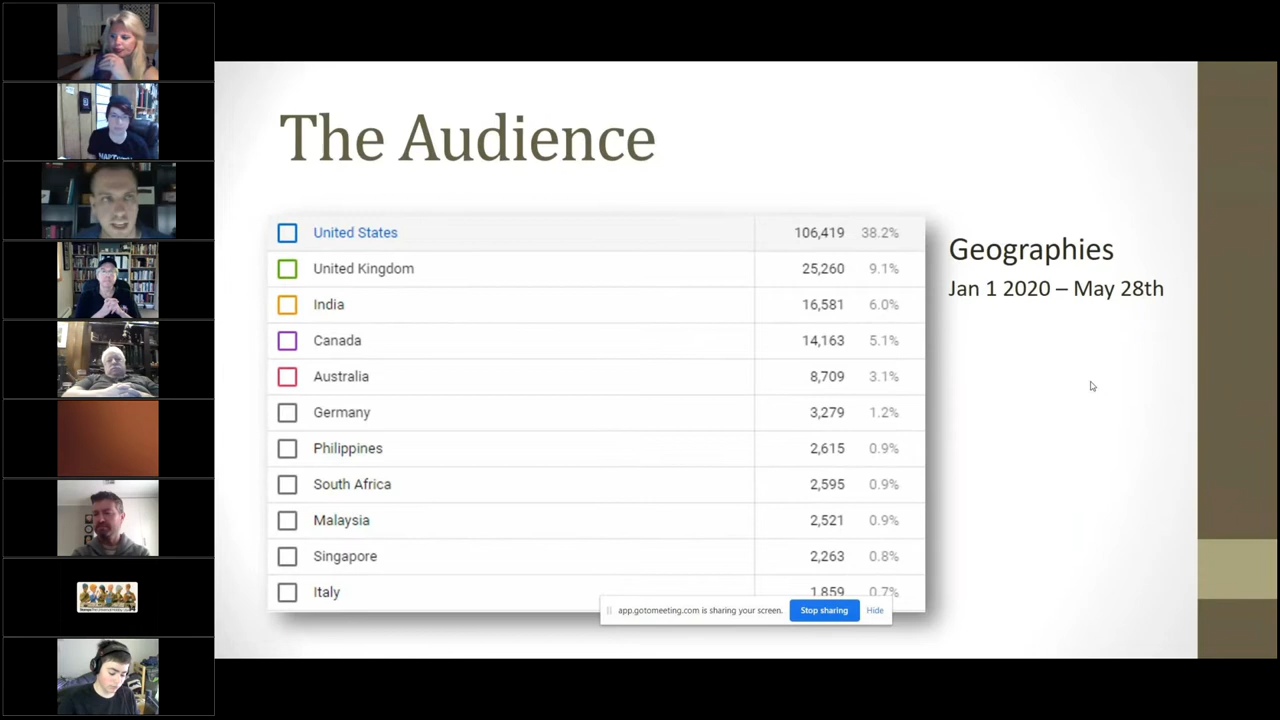 The Audience
United States 106,419 38.2%
United Kingdom 25,260 9.1%
India 16,581 6.0%
Canada 14,163 5.1%
Australia 8,709 3.1%
Germany 3,279 1.2%
Philippines 2,615 0.9%
South Africa 2,595 0.9%
Malaysia 2,521 0.9%
Singapore 2,263 0.8%
Italy 1,859 0.7%
Geographies
Jan 1 2020 – May 28th
app.gotomeeting.com is sharing your screen. Stop sharing Hide